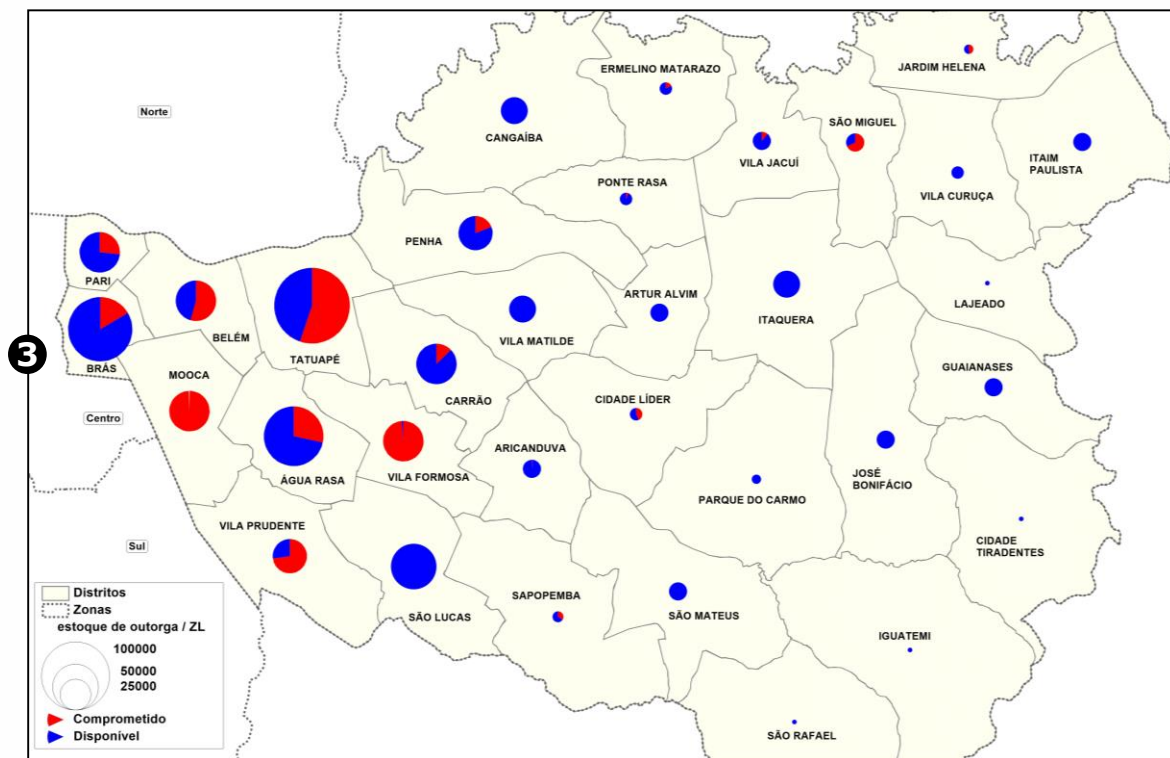 JARDIM HELENA
ERMELINO MATARAZO
Norte
CANGAÍBA
SÃO MIGUEL
VILA JACUÍ
ITAIM
PAULISTA
VILA CURUÇA
PONTE RASA
PENHA
PARI
ARTUR ALVIM
ITAQUERA
LAJEADO
BELÉM
TATUAPÉ
VILA MATILDE
3
BRÁS
MOOCA
CARRÃO
GUAIANASES
CIDADE LÍDER
Centro
ÁGUA RASA
VILA FORMOSA
ARICANDUVA
JOSÉ
BONIFÁCIO
PARQUE DO CARMO
VILA PRUDENTE
Sul
CIDADE
TIRADENTES
SÃO LUCAS
SAPOPEMBA
SÃO MATEUS
IGUATEMI
SÃO RAFAEL
Distritos
Zonas
estoque de outorga / ZL
100000
50000
25000
Comprometido
Disponível